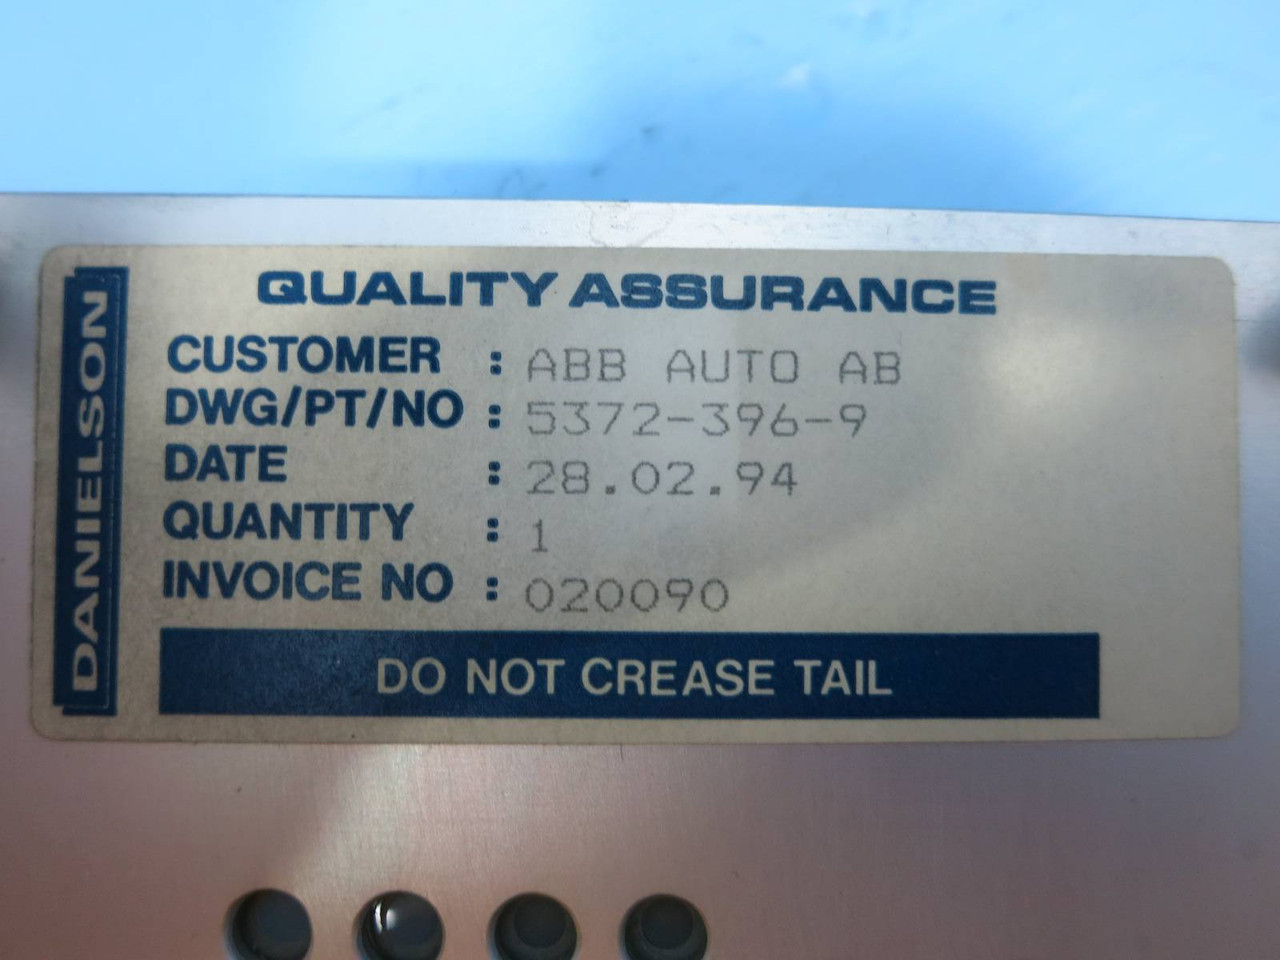 DANIELSON
QUALITY ASSURANCE
CUSTOMER : ABB AUTO AB
DWG/PT/NO : 5372-396-9
DATE : 28.02.94
QUANTITY : 1
INVOICE NO : 020090
DO NOT CREASE TAIL